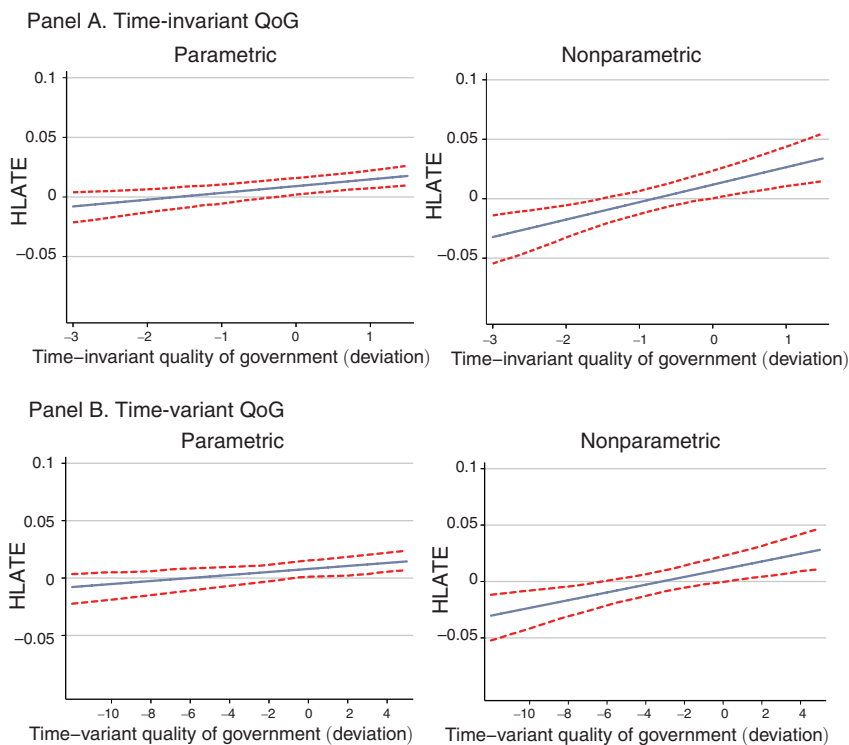 Panel A. Time-invariant QoG
Parametric
0.1
0.05
0
−0.05
HLATE
−3 −2 −1 0 1
Time−invariant quality of government (deviation)
Nonparametric
0.1
0.05
0
−0.05
HLATE
−3 −2 −1 0 1
Time−invariant quality of government (deviation)
Panel B. Time-variant QoG
Parametric
0.1
0.05
0
−0.05
HLATE
−10 −8 −6 −4 −2 0 2 4
Time−variant quality of government (deviation)
Nonparametric
0.1
0.05
0
−0.05
HLATE
−10 −8 −6 −4 −2 0 2 4
Time−variant quality of government (deviation)